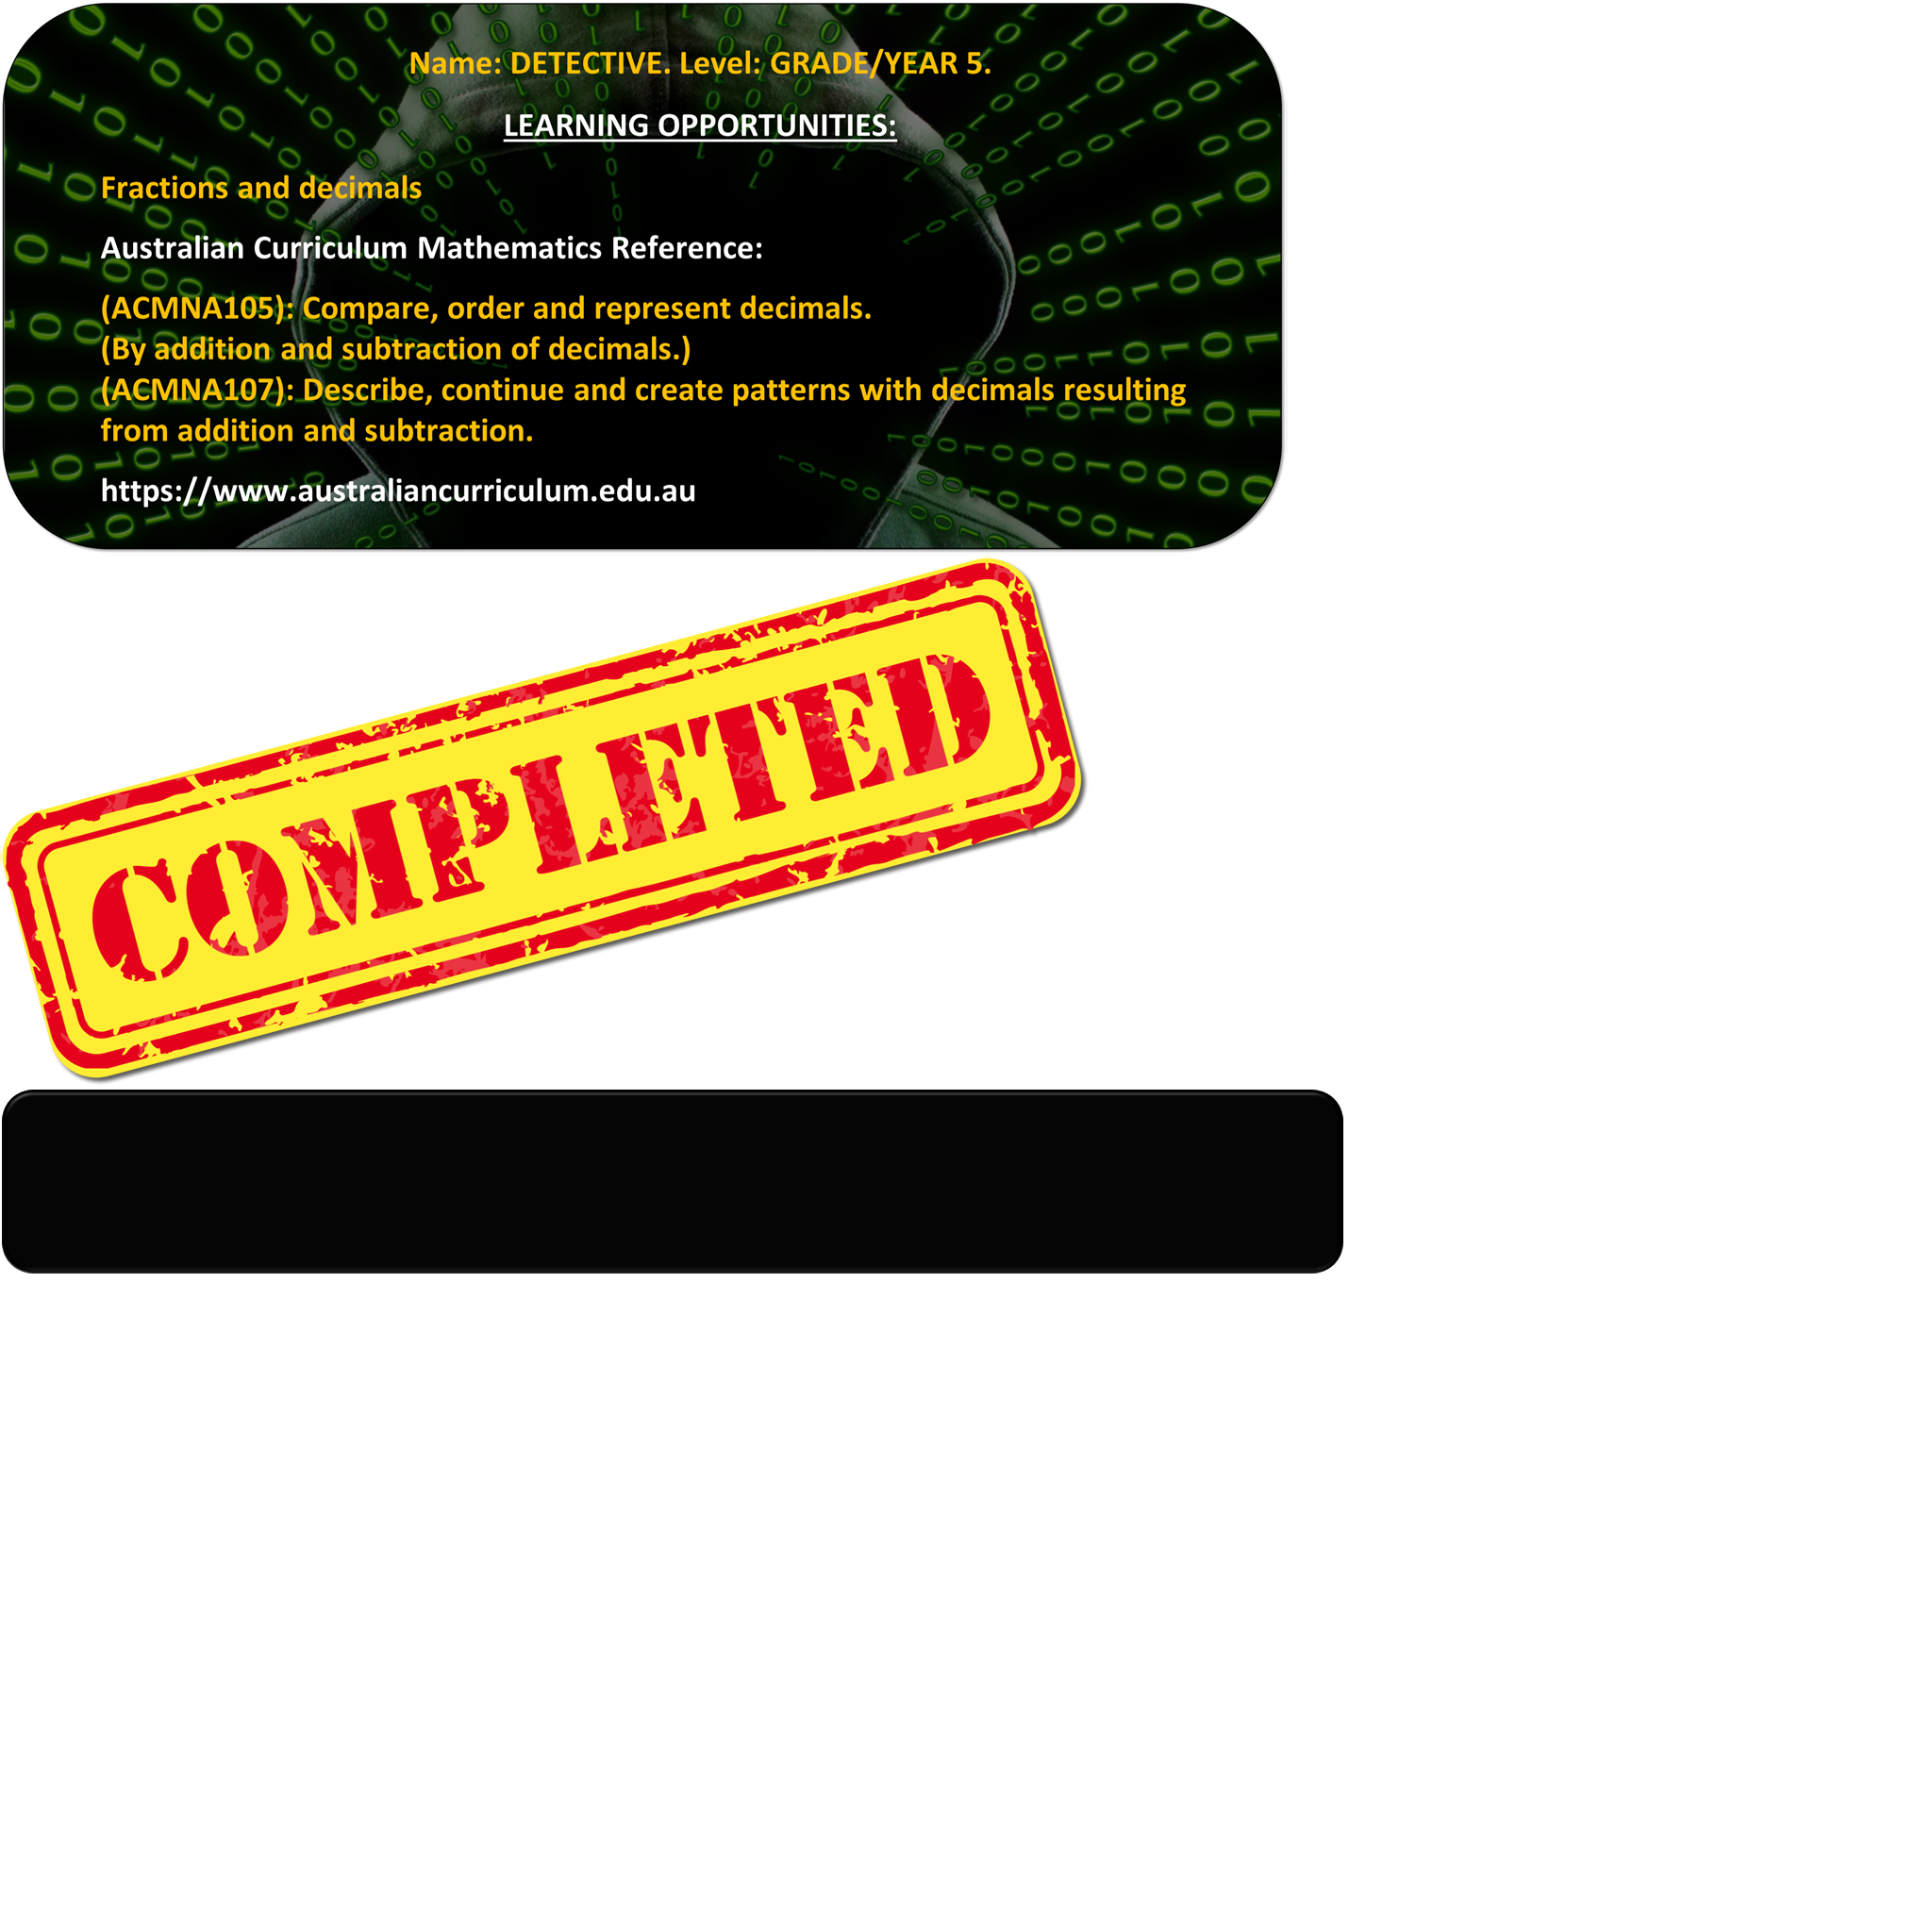 Name: DETECTIVE. Level: GRADE/YEAR 5.
LEARNING OPPORTUNITIES:
Fractions and decimals
Australian Curriculum Mathematics Reference:
(ACMNA105): Compare, order and represent decimals.
(By addition and subtraction of decimals.)
(ACMNA107): Describe, continue and create patterns with decimals resulting
from addition and subtraction.
https://www.australiancurriculum.edu.au
COMPLETED